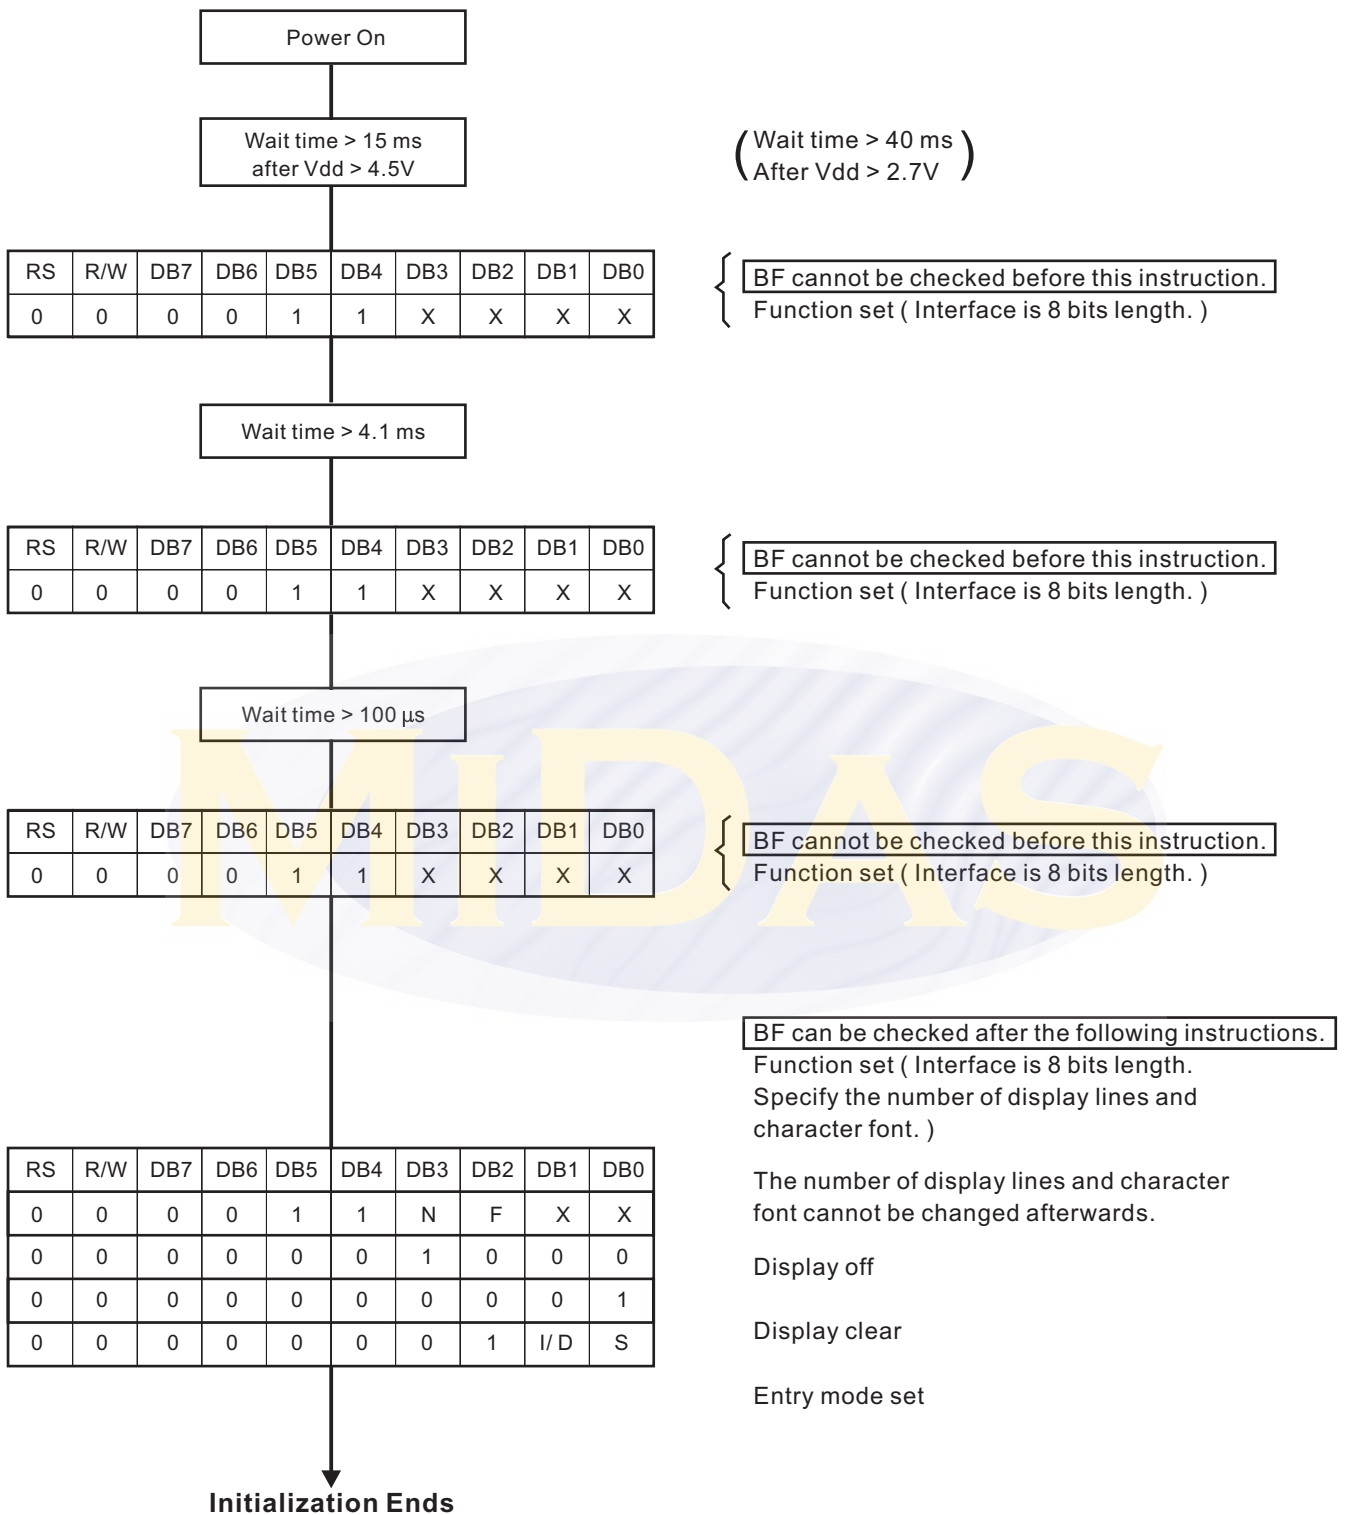 Power On
Wait time > 15 ms
after Vdd > 4.5V
(Wait time > 40 ms
After Vdd > 2.7V)
RS R/W DB7 DB6 DB5 DB4 DB3 DB2 DB1 DB0
0 0 0 0 1 1 X X X X
BF cannot be checked before this instruction.
Function set ( Interface is 8 bits length. )
Wait time > 4.1 ms
RS R/W DB7 DB6 DB5 DB4 DB3 DB2 DB1 DB0
0 0 0 0 1 1 X X X X
BF cannot be checked before this instruction.
Function set ( Interface is 8 bits length. )
Wait time > 100 µs
MIDAS
RS R/W DB7 DB6 DB5 DB4 DB3 DB2 DB1 DB0
0 0 0 0 1 1 X X X X
BF cannot be checked before this instruction.
Function set ( Interface is 8 bits length. )
BF can be checked after the following instructions.
Function set ( Interface is 8 bits length.
Specify the number of display lines and
character font. )
RS R/W DB7 DB6 DB5 DB4 DB3 DB2 DB1 DB0
0 0 0 0 1 1 N F X X
0 0 0 0 0 0 1 0 0 0
0 0 0 0 0 0 0 0 0 1
0 0 0 0 0 0 0 1 I/ D S
The number of display lines and character
font cannot be changed afterwards.
Display off
Display clear
Entry mode set
Initialization Ends